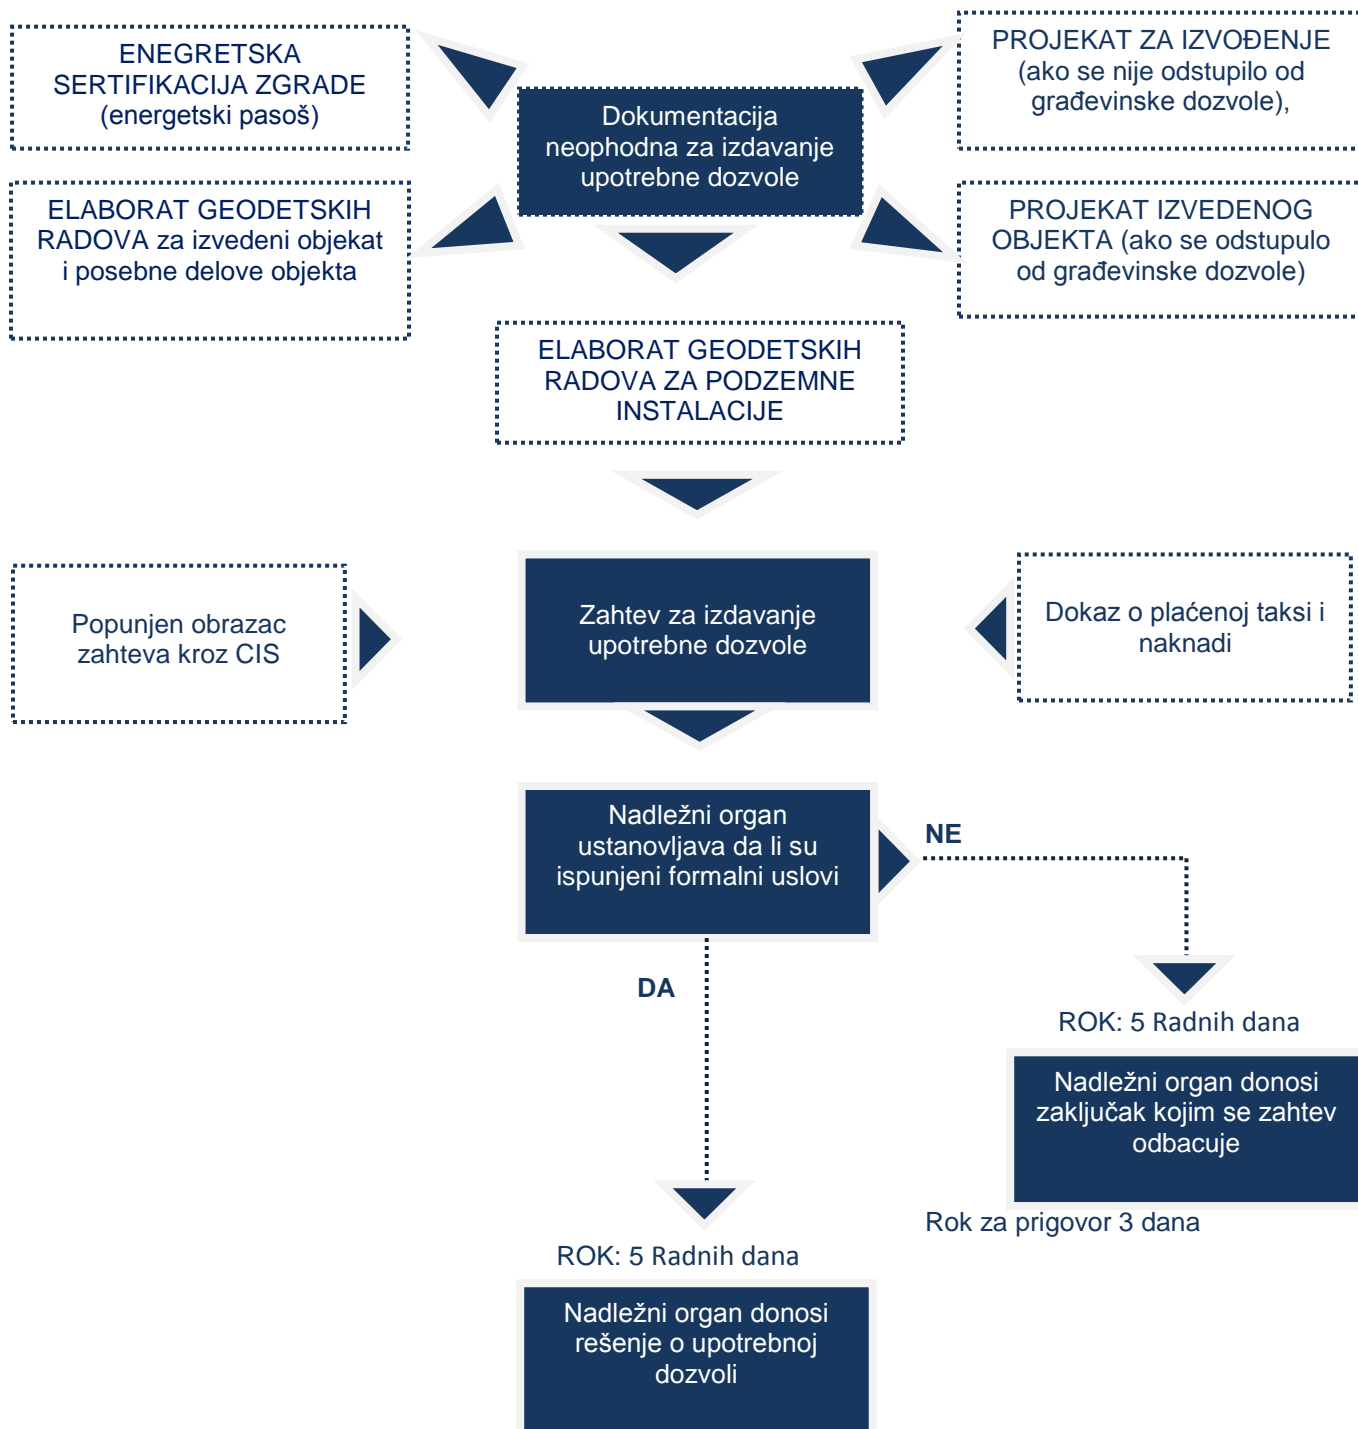 ENEGRETSKA
SERTIFIKACIJA ZGRADE
(energetski pasoš)
Dokumentacija
neophodna za izdavanje
upotrebne dozvole
PROJEKAT ZA IZVOĐENJE
(ako se nije odstupilo od
građevinske dozvole),
ELABORAT GEODETSKIH
RADOVA za izvedeni objekat
i posebne delove objekta
PROJEKAT IZVEDENOG
OBJEKTA (ako se odstupulo
od građevinske dozvole)
ELABORAT GEODETSKIH
RADOVA ZA PODZEMNE
INSTALACIJE
Popunjen obrazac
zahteva kroz CIS
Zahtev za izdavanje
upotrebne dozvole
Dokaz o plaćenoj taksi i
naknadi
Nadležni organ
ustanovljava da li su
ispunjeni formalni uslovi
NE
DA
ROK: 5 Radnih dana
Nadležni organ donosi
zaključak kojim se zahtev
odbacuje
Rok za prigovor 3 dana
ROK: 5 Radnih dana
Nadležni organ donosi
rešenje o upotrebnoj
dozvoli